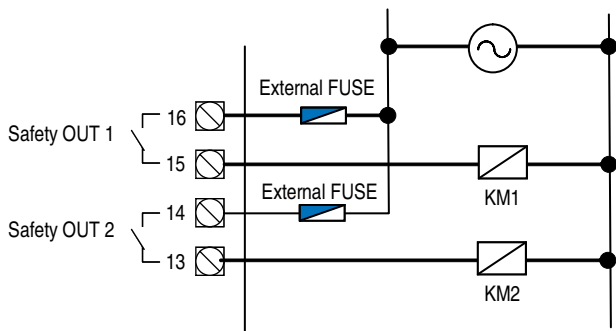 External FUSE
16
Safety OUT 1
15
External FUSE
KM1
14
Safety OUT 2
13
KM2